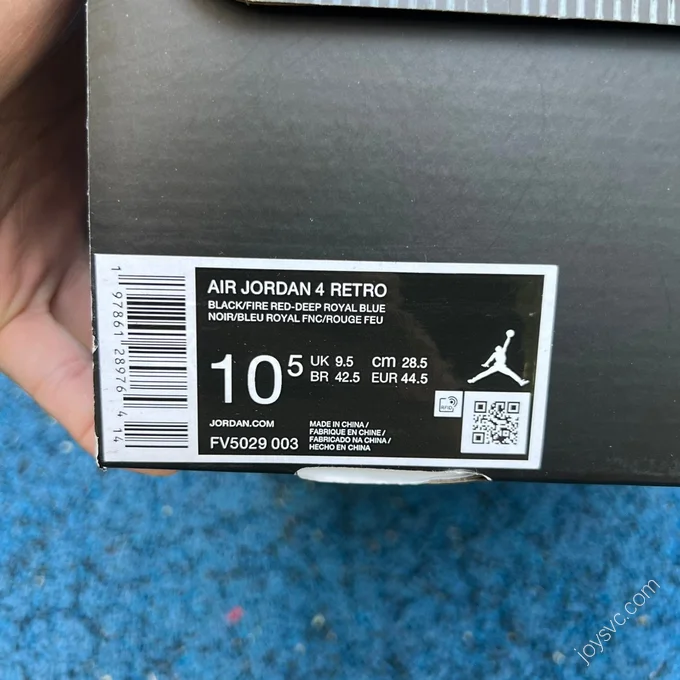 AIR JORDAN 4 RETRO
BLACK/FIRE RED-DEEP ROYAL BLUE
NOIR/BLEU ROYAL FNC/ROUGE FEU
10 5
UK 9.5 cm 28.5
BR 42.5 EUR 44.5
RFID
JORDAN.COM
FV5029 003
MADE IN CHINA/
FABRIQUE EN CHINE/
FABRICADO NA CHINA/
HECHO EN CHINA
1 97861 28976 4 14
joysvc.com